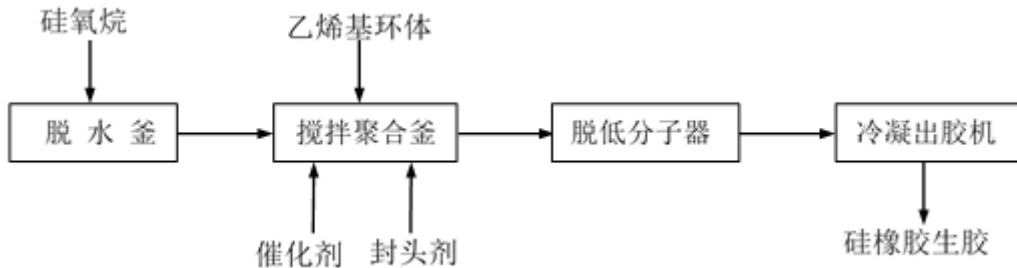 硅氧烷
乙烯基环体
脱水釜
搅拌聚合釜
脱低分子器
冷凝出胶机
催化剂
封头剂
硅橡胶生胶